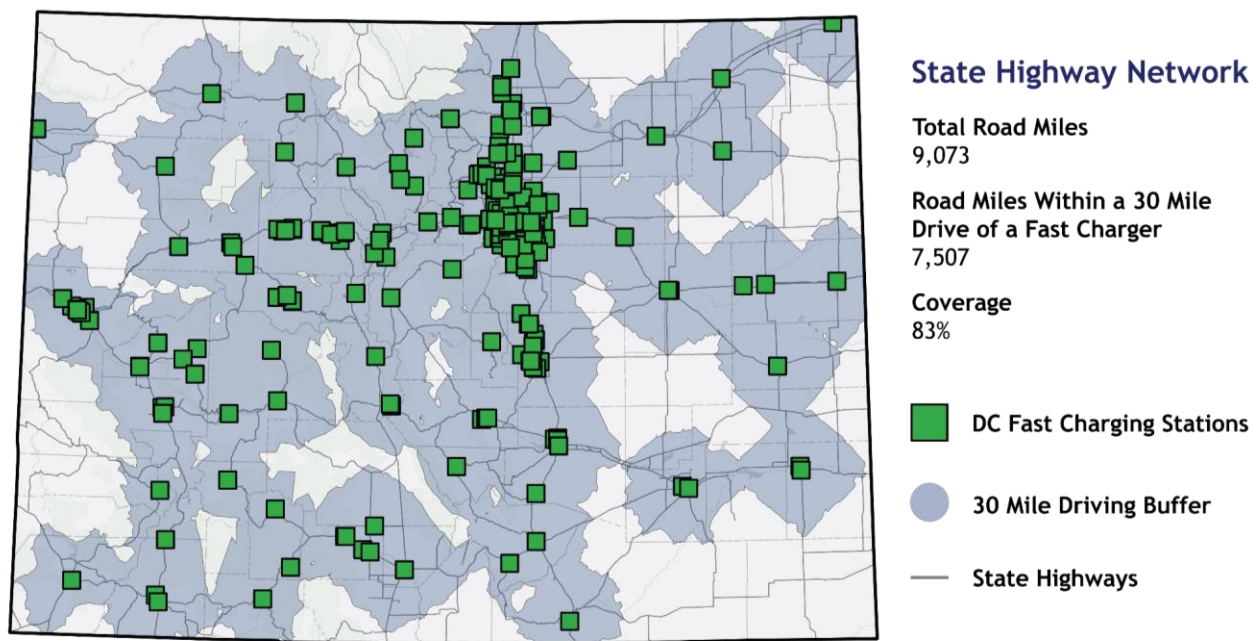 State Highway Network
Total Road Miles
9,073
Road Miles Within a 30 Mile
Drive of a Fast Charger
7,507
Coverage
83%
DC Fast Charging Stations
30 Mile Driving Buffer
State Highways